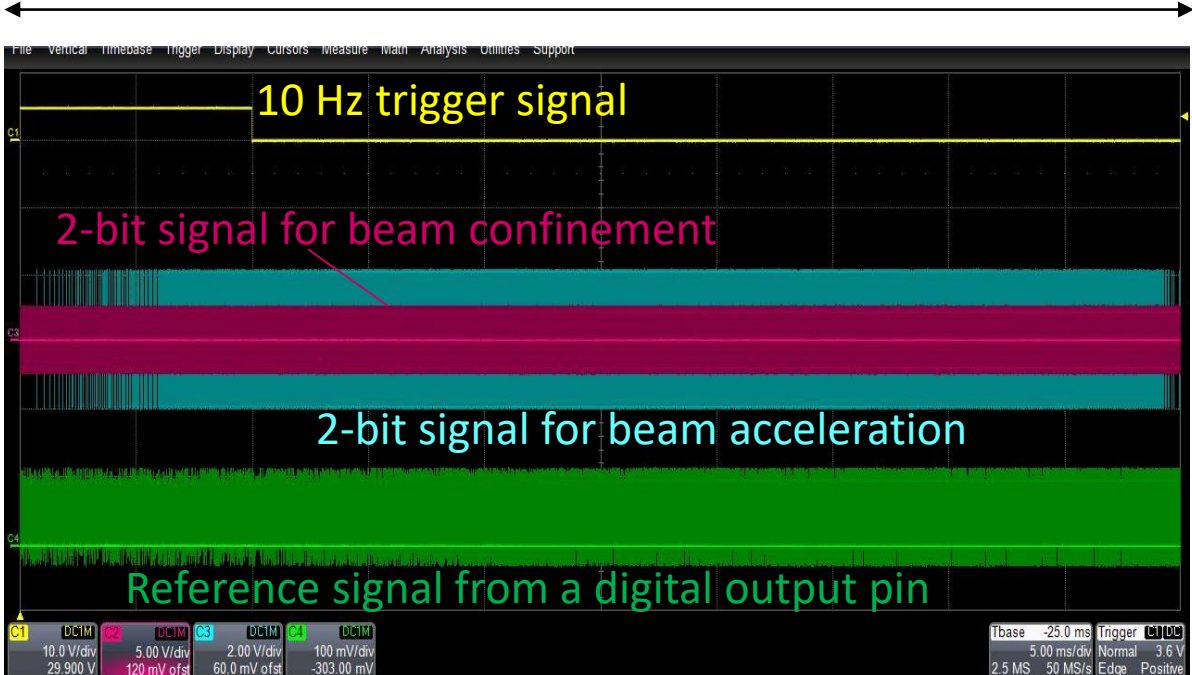 File Vertical Timebase Trigger Display Cursors Measure Math Analysis Utilities Support
10 Hz trigger signal
C1
2-bit signal for beam confinement
C3
2-bit signal for beam acceleration
C4
Reference signal from a digital output pin
C1 DC1M C2 DC1M C3 DC1M C4 DC1M Tbase -25.0 ms Trigger C1 DC
10.0 V/div 5.00 V/div 2.00 V/div 100 mV/div 5.00 ms/div Normal 3.6 V
29.900 V 120 mV ofst 60.0 mV ofst -303.00 mV 2.5 MS 50 MS/s Edge Positive